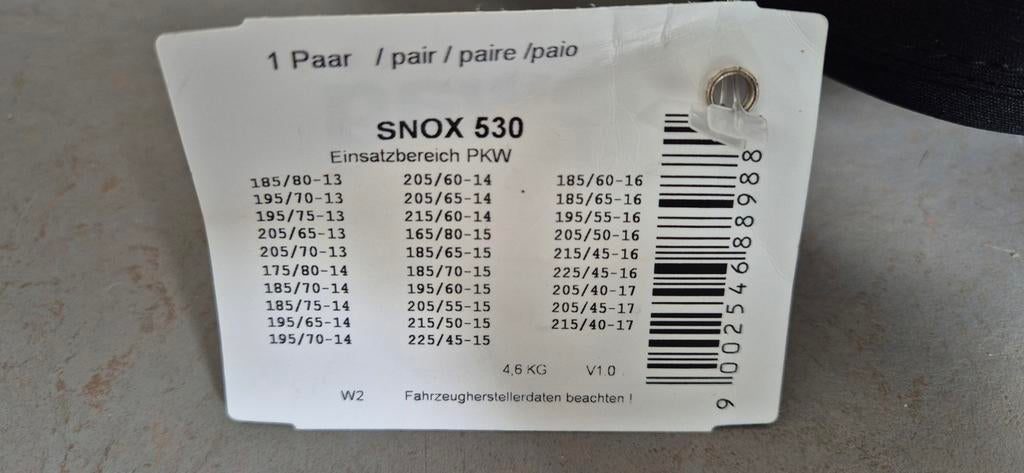 1 Paar / pair / paire /paio
SNOX 530
Einsatzbereich PKW
185/80-13 205/60-14 185/60-16
195/70-13 205/65-14 185/65-16
195/75-13 215/60-14 195/55-16
205/65-13 165/80-15 205/50-16
205/70-13 185/65-15 215/45-16
175/80-14 185/70-15 225/45-16
185/70-14 195/60-15 205/40-17
185/75-14 205/55-15 205/45-17
195/65-14 215/50-15 215/40-17
195/70-14 225/45-15
4,6 KG V1.0
W2 Fahrzeugherstellerdaten beachten !
9002546889688